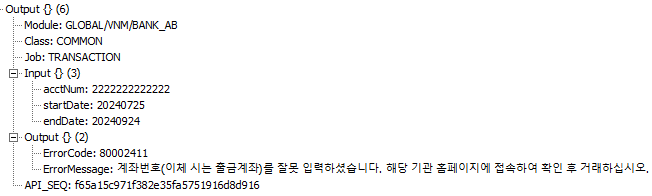 Output {} (6)
Module: GLOBAL/VNM/BANK_AB
Class: COMMON
Job: TRANSACTION
Input {} (3)
acctNum: 2222222222222
startDate: 20240725
endDate: 20240924
Output {} (2)
ErrorCode: 80002411
ErrorMessage: 계좌번호(이체 시는 출금계좌)를 잘못 입력하셨습니다. 해당 기관 홈페이지에 접속하여 확인 후 거래하십시오.
API_SEQ: f65a15c971f382e35fa5751916d8d916